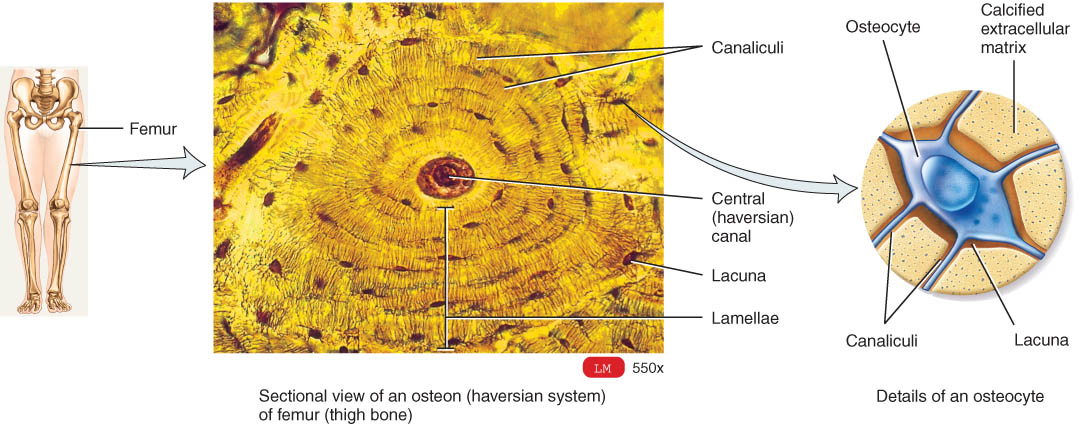 Femur
Canaliculi
Central
(haversian)
canal
Lacuna
Lamellae
LM 550x
Sectional view of an osteon (haversian system)
of femur (thigh bone)
Osteocyte
Calcified
extracellular
matrix
Canaliculi
Lacuna
Details of an osteocyte